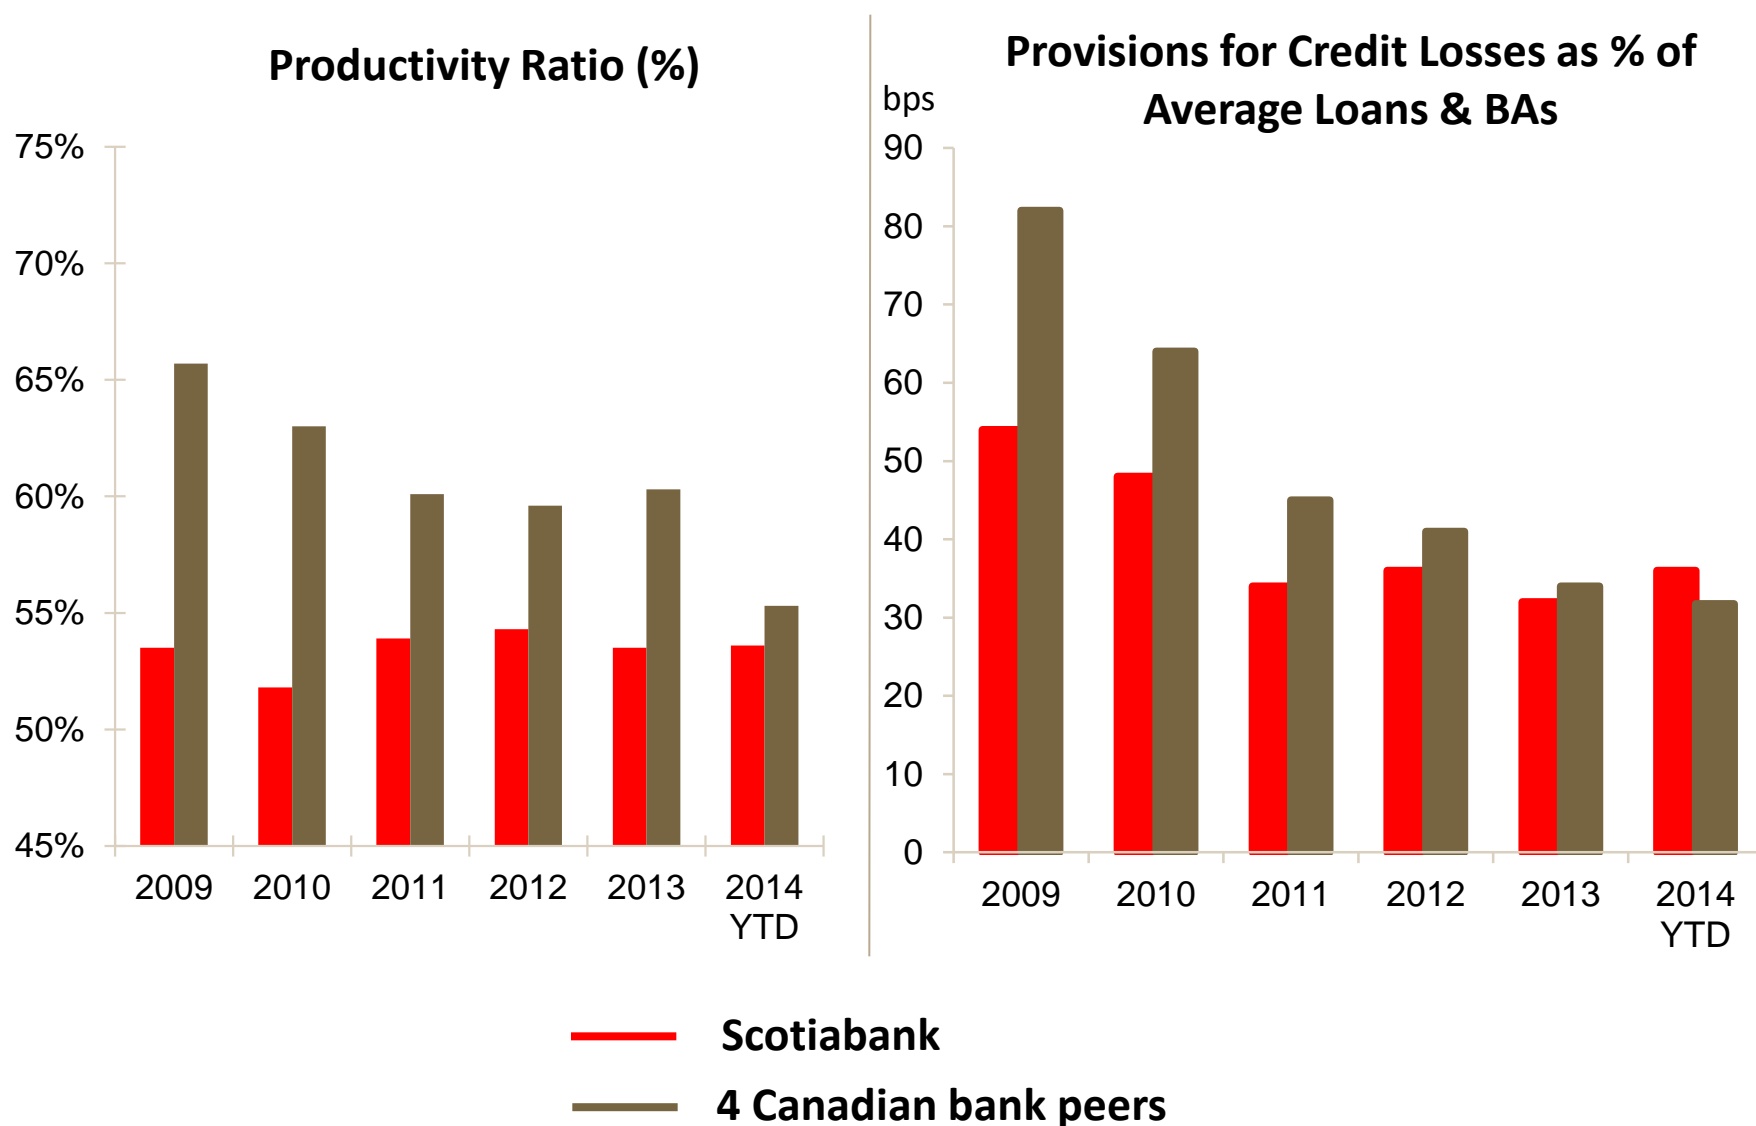 Productivity Ratio (%)
75%
70%
65%
60%
55%
50%
45%
2009 2010 2011 2012 2013 2014
YTD
Provisions for Credit Losses as % of
Average Loans & BAs
bps
90
80
70
60
50
40
30
20
10
0
2009 2010 2011 2012 2013 2014
YTD
Scotiabank
4 Canadian bank peers